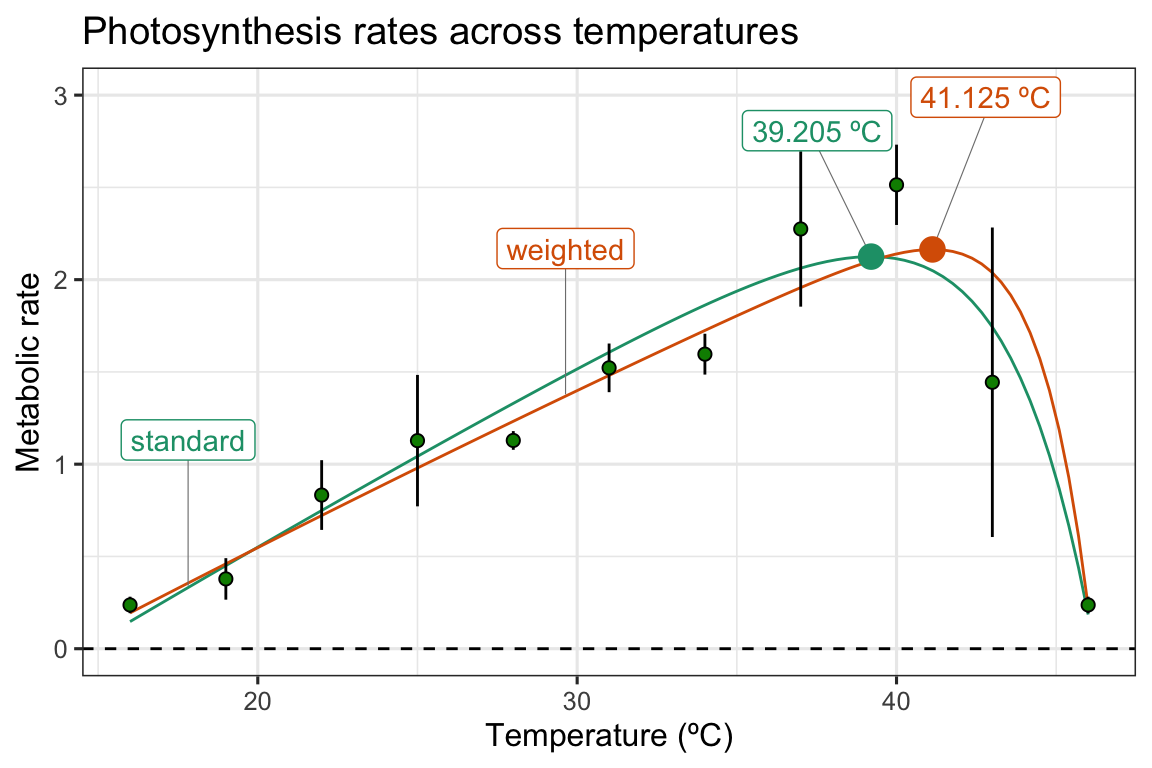 Photosynthesis rates across temperatures
41.125 ºC
39.205 ºC
weighted
standard
Metabolic rate
3
2
1
0
20
30
40
Temperature (ºC)